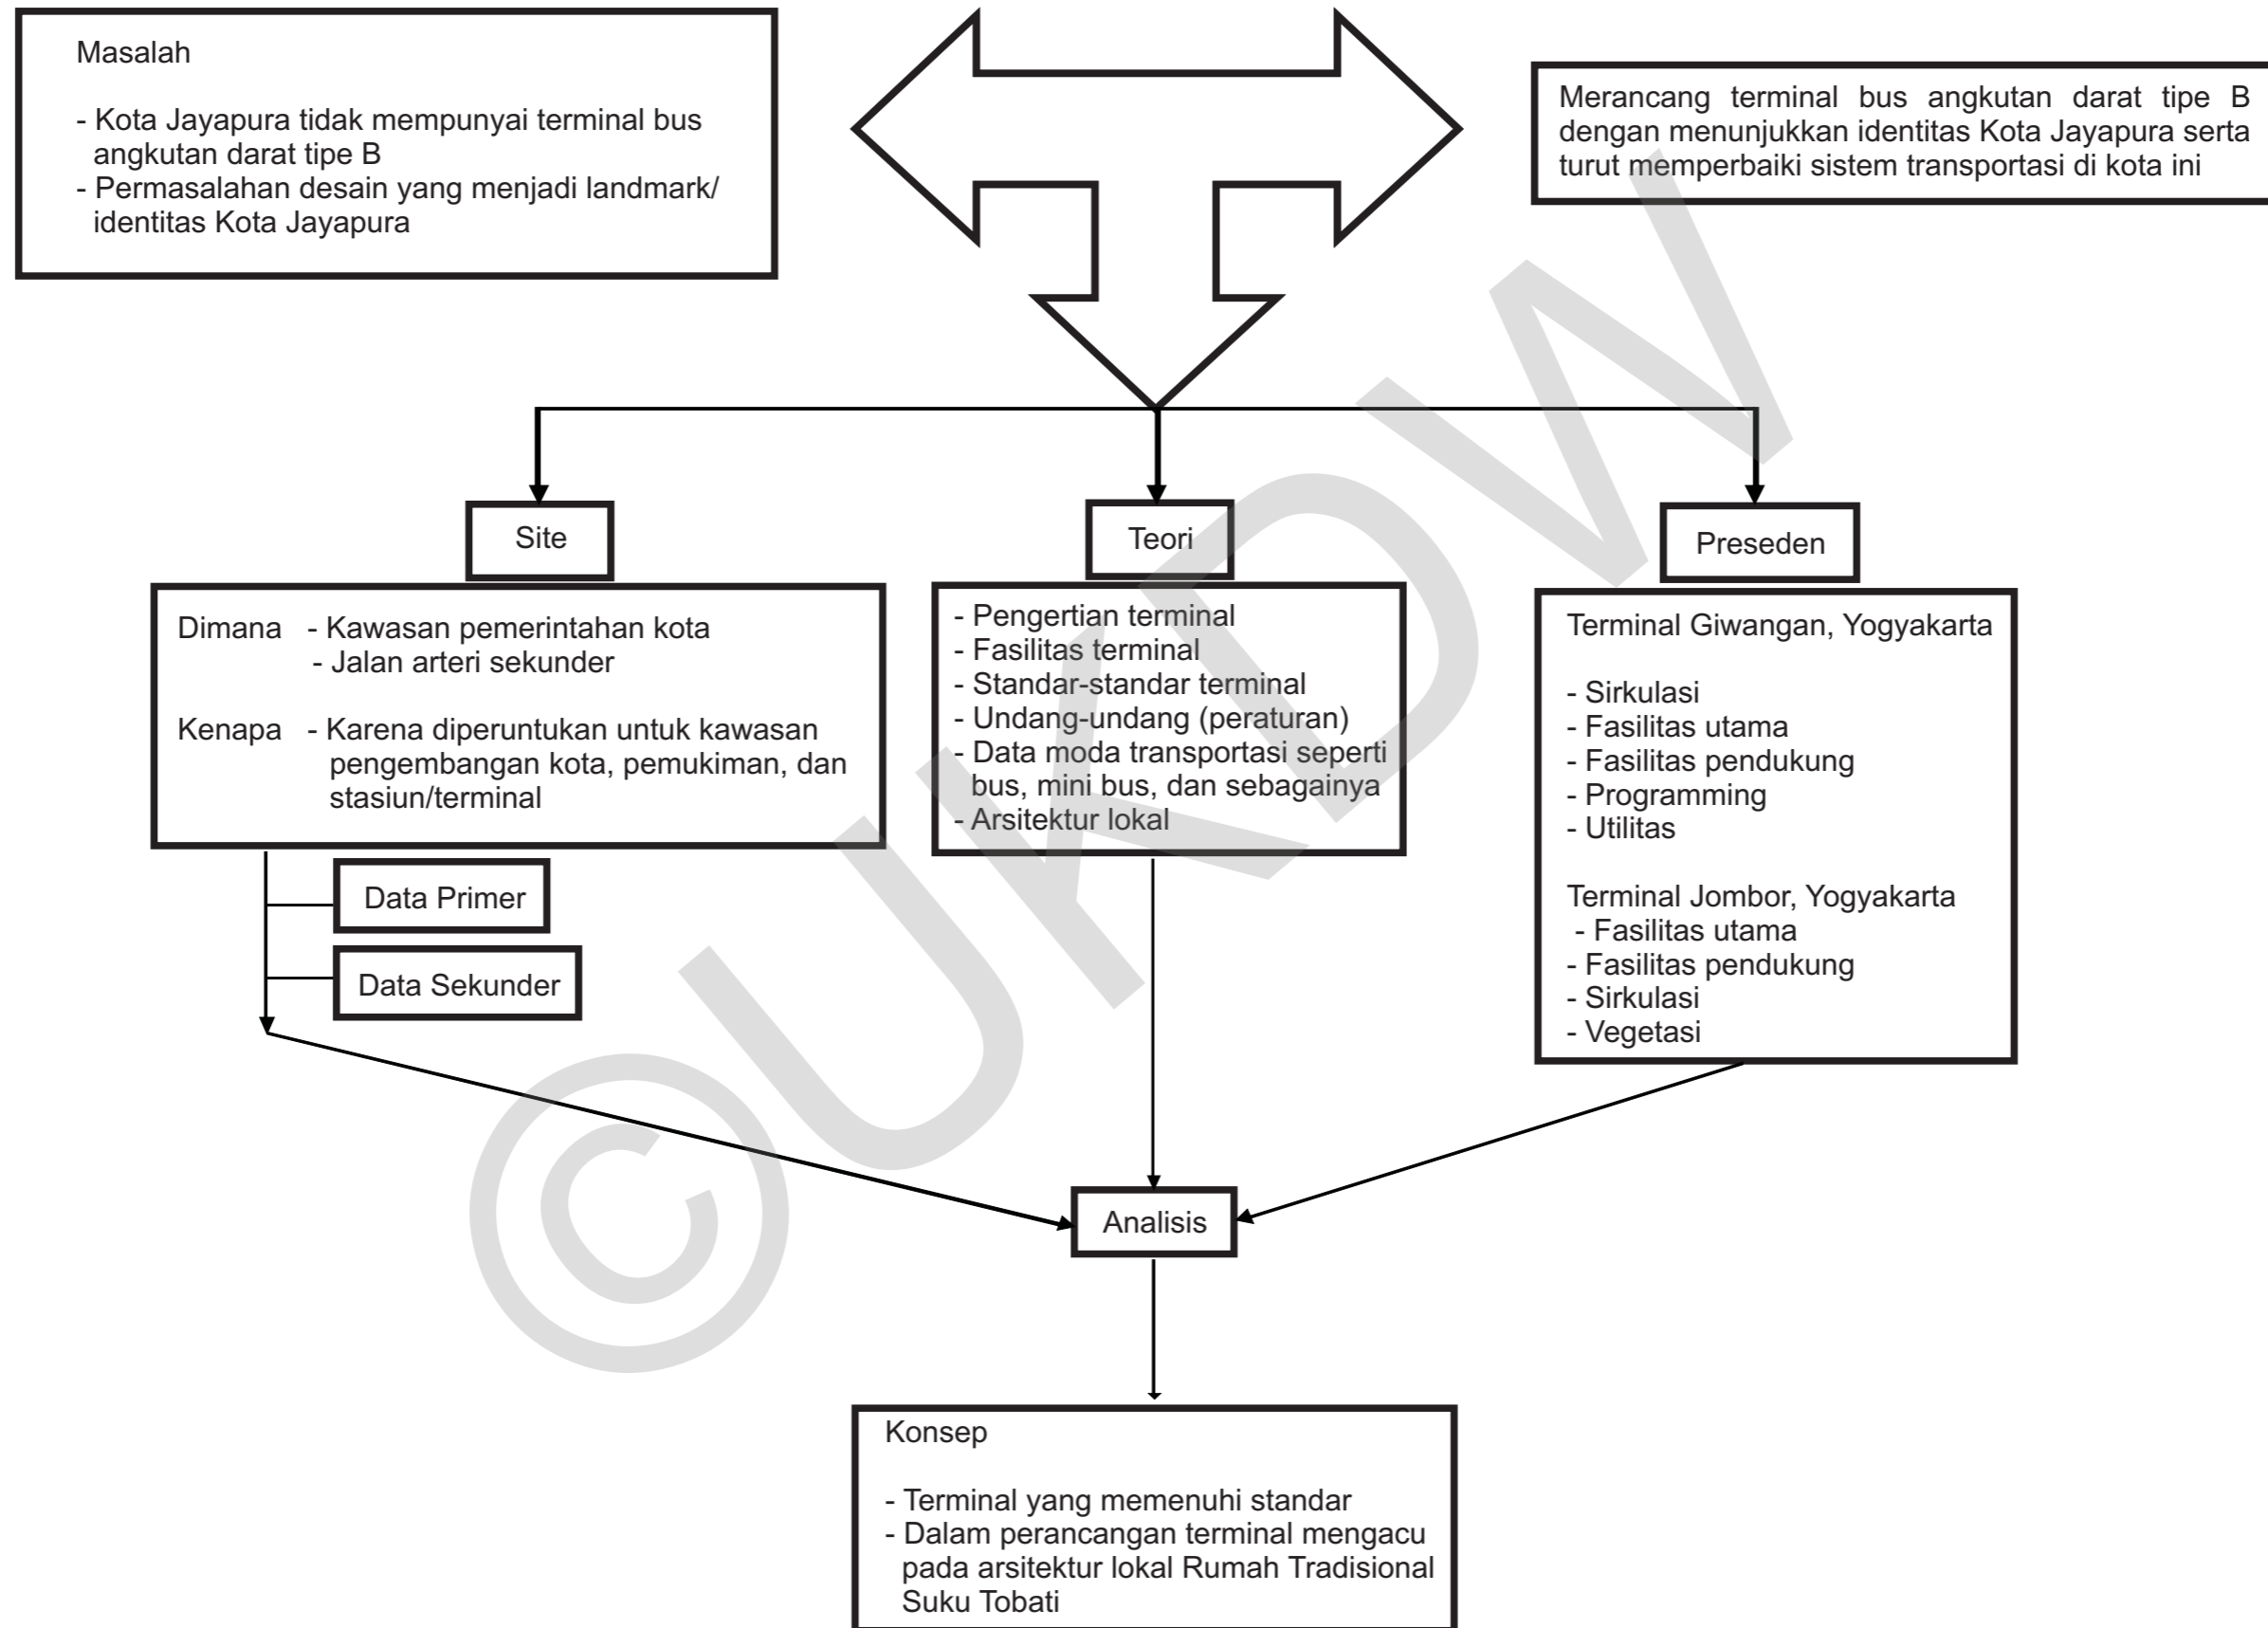 Masalah
- Kota Jayapura tidak mempunyai terminal bus
angkutan darat tipe B
- Permasalahan desain yang menjadi landmark/
identitas Kota Jayapura
Merancang terminal bus angkutan darat tipe B
dengan menunjukkan identitas Kota Jayapura serta
turut memperbaiki sistem transportasi di kota ini
Site
Dimana - Kawasan pemerintahan kota
- Jalan arteri sekunder
Kenapa - Karena diperuntukan untuk kawasan
pengembangan kota, pemukiman, dan
stasiun/terminal
Data Primer
Data Sekunder
Teori
- Pengertian terminal
- Fasilitas terminal
- Standar-standar terminal
- Undang-undang (peraturan)
- Data moda transportasi seperti
bus, mini bus, dan sebagainya
- Arsitektur lokal
Preseden
Terminal Giwangan, Yogyakarta
- Sirkulasi
- Fasilitas utama
- Fasilitas pendukung
- Programming
- Utilitas
Terminal Jombor, Yogyakarta
- Fasilitas utama
- Fasilitas pendukung
- Sirkulasi
- Vegetasi
Analisis
Konsep
- Terminal yang memenuhi standar
- Dalam perancangan terminal mengacu
pada arsitektur lokal Rumah Tradisional
Suku Tobati
©UKDW